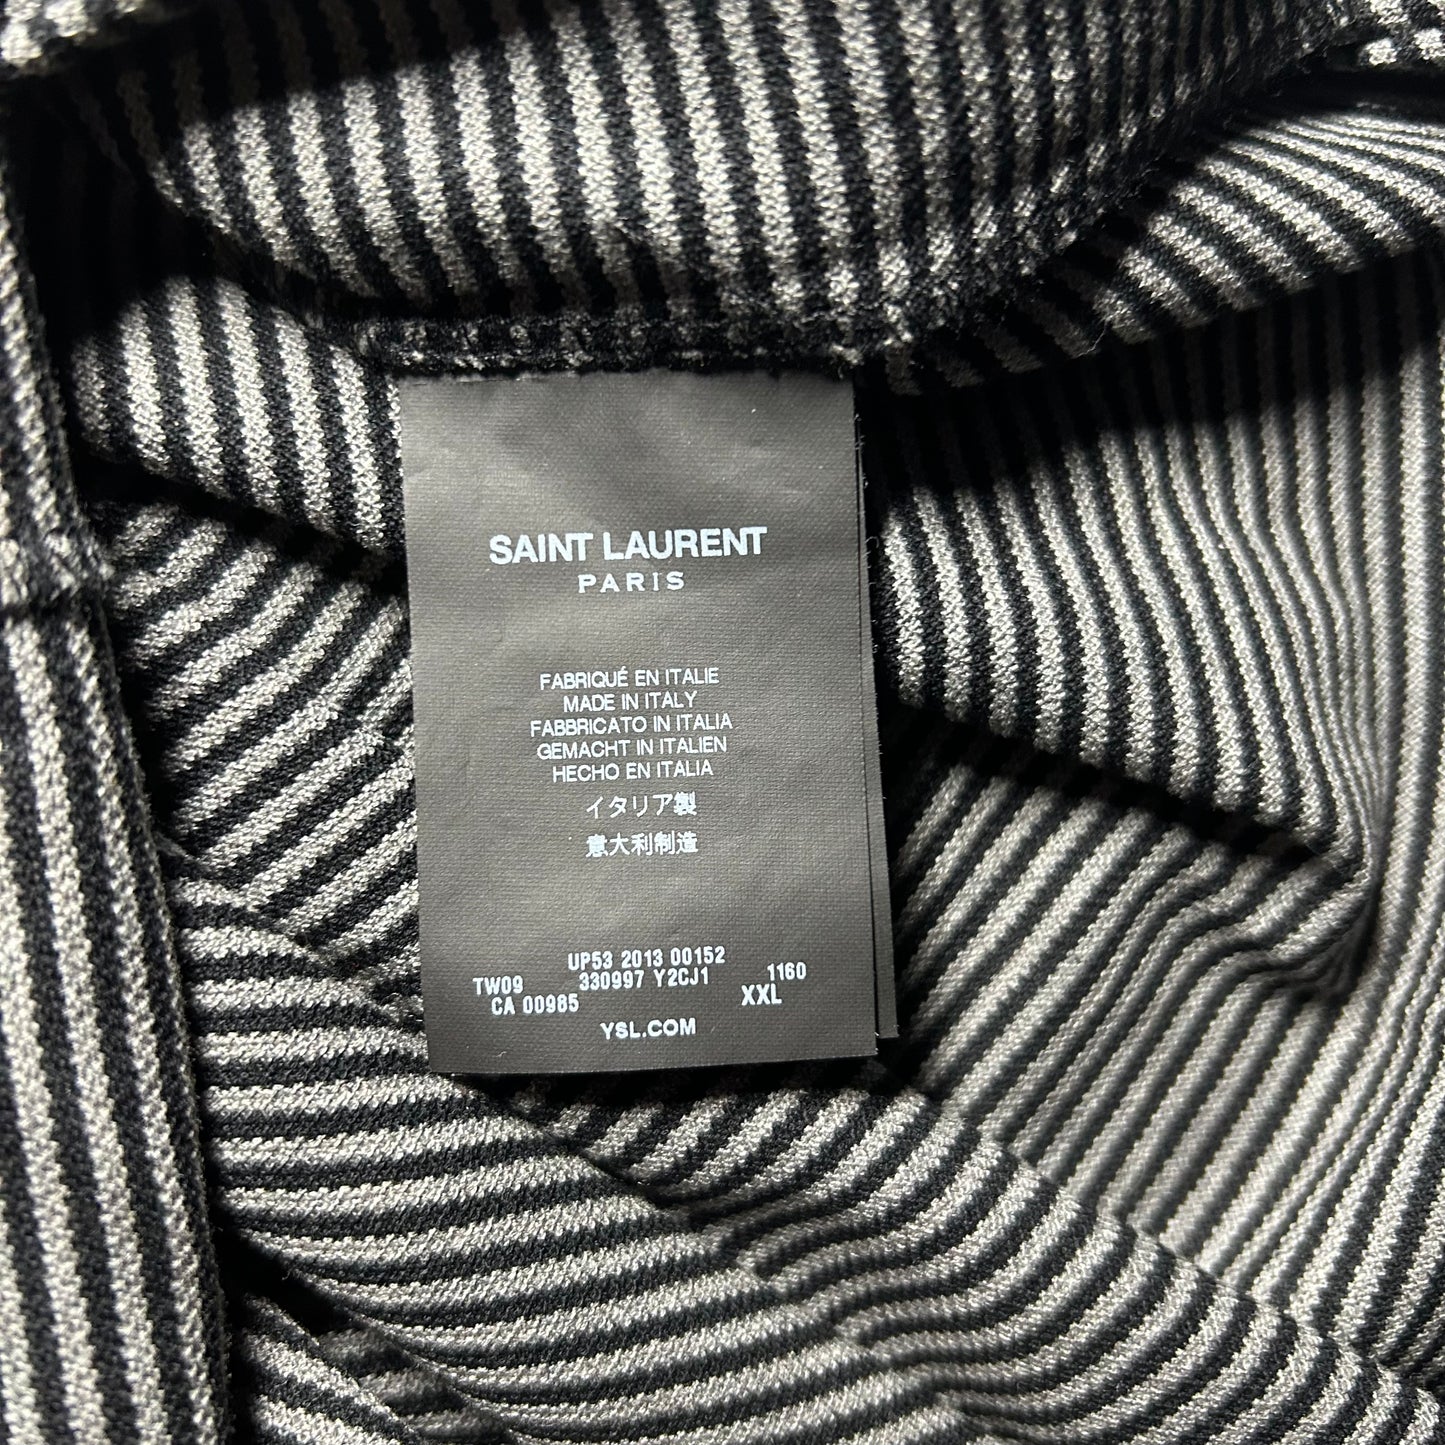 SAINT LAURENT
PARIS
FABRIQUÉ EN ITALIE
MADE IN ITALY
FABBRICATO IN ITALIA
GEMACHT IN ITALIEN
HECHO EN ITALIA
イタリア製
意大利制造
UP53 2013 00152
TW09 330997 Y2CJ1 1160
CA 00985 XXL
YSL.COM